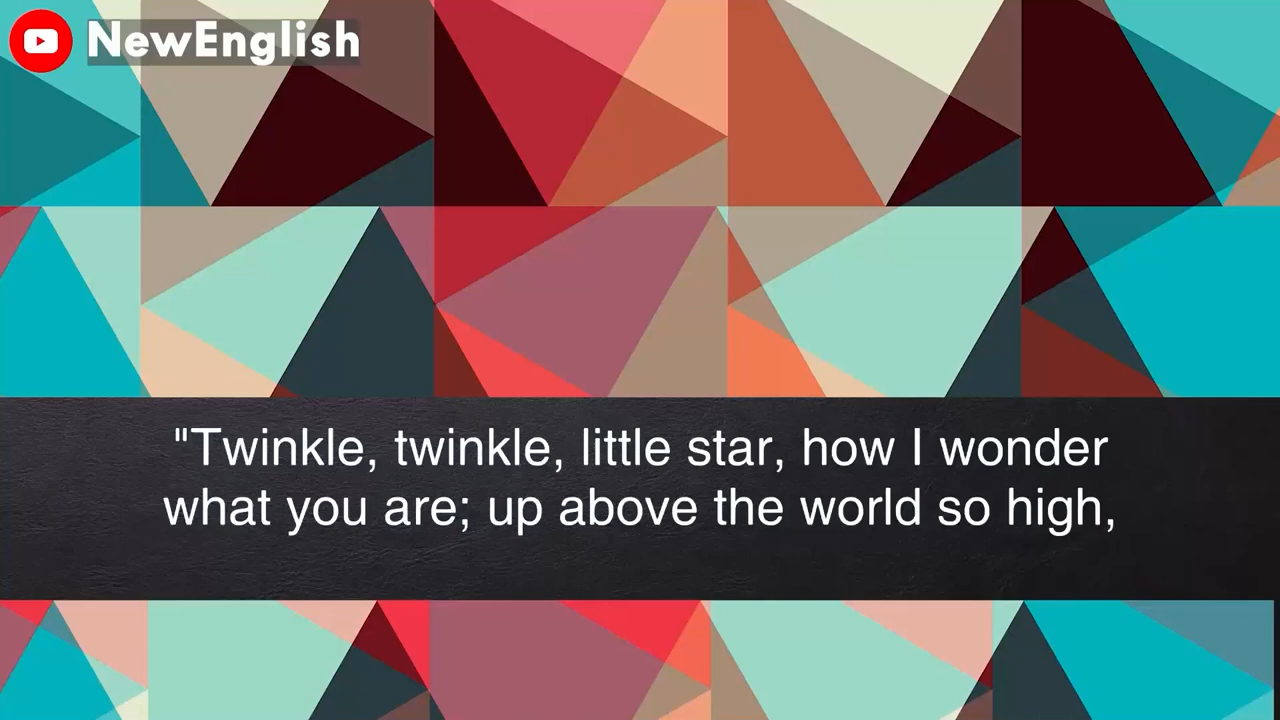 NewEnglish
"Twinkle, twinkle, little star, how I wonder
what you are; up above the world so high,